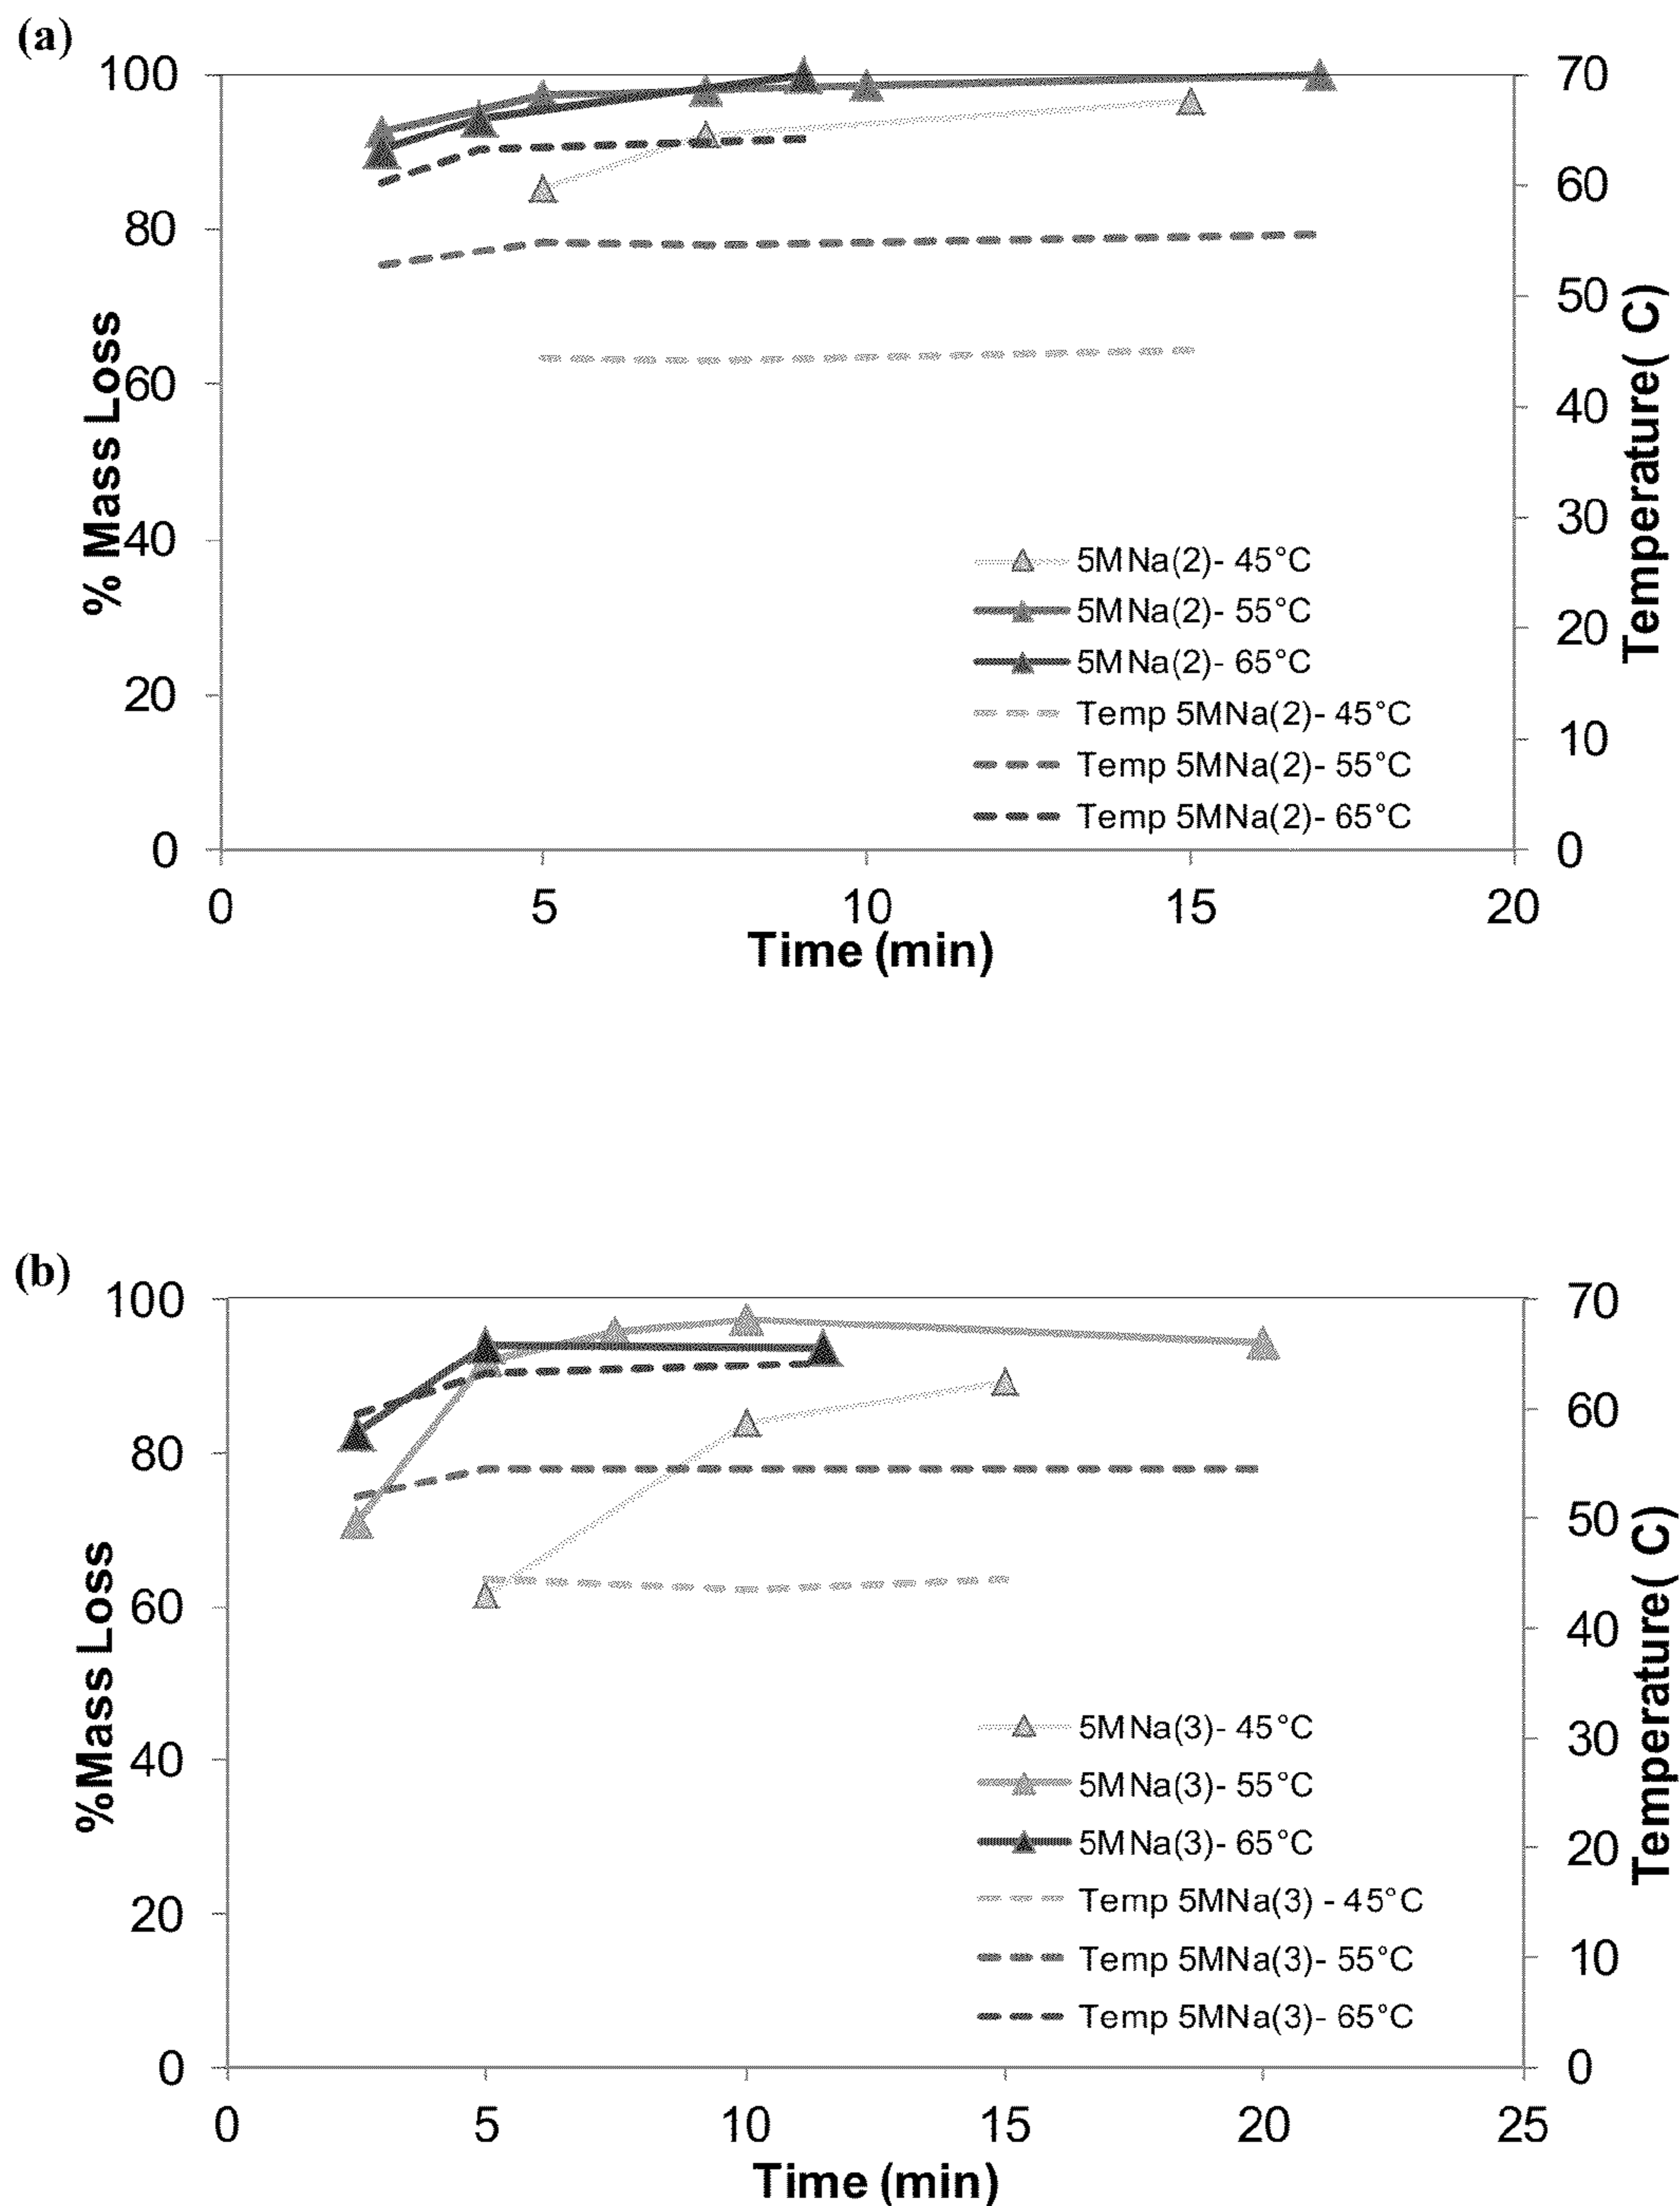 (a)
100
80
60
40
20
0
% Mass Loss
70
60
50
40
30
20
10
0
Temperature( C)
5MNa(2)- 45°C
5MNa(2)- 55°C
5MNa(2)- 65°C
Temp 5MNa(2)- 45°C
Temp 5MNa(2)- 55°C
Temp 5MNa(2)- 65°C
0 5 10 15 20
Time (min)
(b)
100
80
60
40
20
0
%Mass Loss
70
60
50
40
30
20
10
0
Temperature( C)
5MNa(3)- 45°C
5MNa(3)- 55°C
5MNa(3)- 65°C
Temp 5MNa(3) - 45°C
Temp 5MNa(3)- 55°C
Temp 5MNa(3)- 65°C
0 5 10 15 20 25
Time (min)